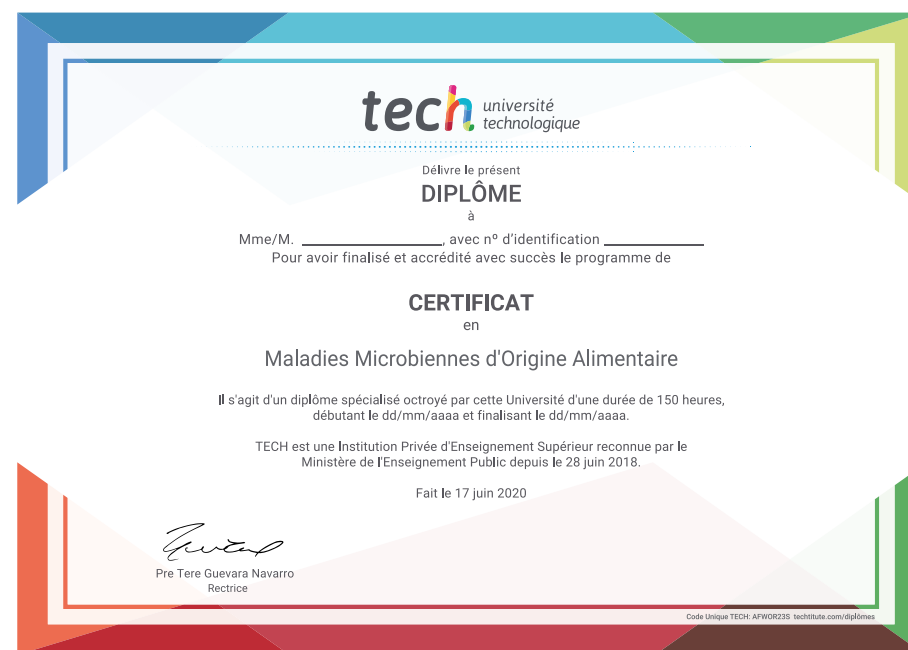 tech université
technologique
Délivre le présent
DIPLÔME
à
Mme/M. , avec nº d'identification
Pour avoir finalisé et accrédité avec succès le programme de
CERTIFICAT
en
Maladies Microbiennes d'Origine Alimentaire
Il s'agit d'un diplôme spécialisé octroyé par cette Université d'une durée de 150 heures,
débutant le dd/mm/aaaa et finalisant le dd/mm/aaaa.
TECH est une Institution Privée d'Enseignement Supérieur reconnue par le
Ministère de l'Enseignement Public depuis le 28 juin 2018.
Fait le 17 juin 2020
Pre Tere Guevara Navarro
Rectrice
Code Unique TECH: AFWOR23S techtitute.com/diplômes